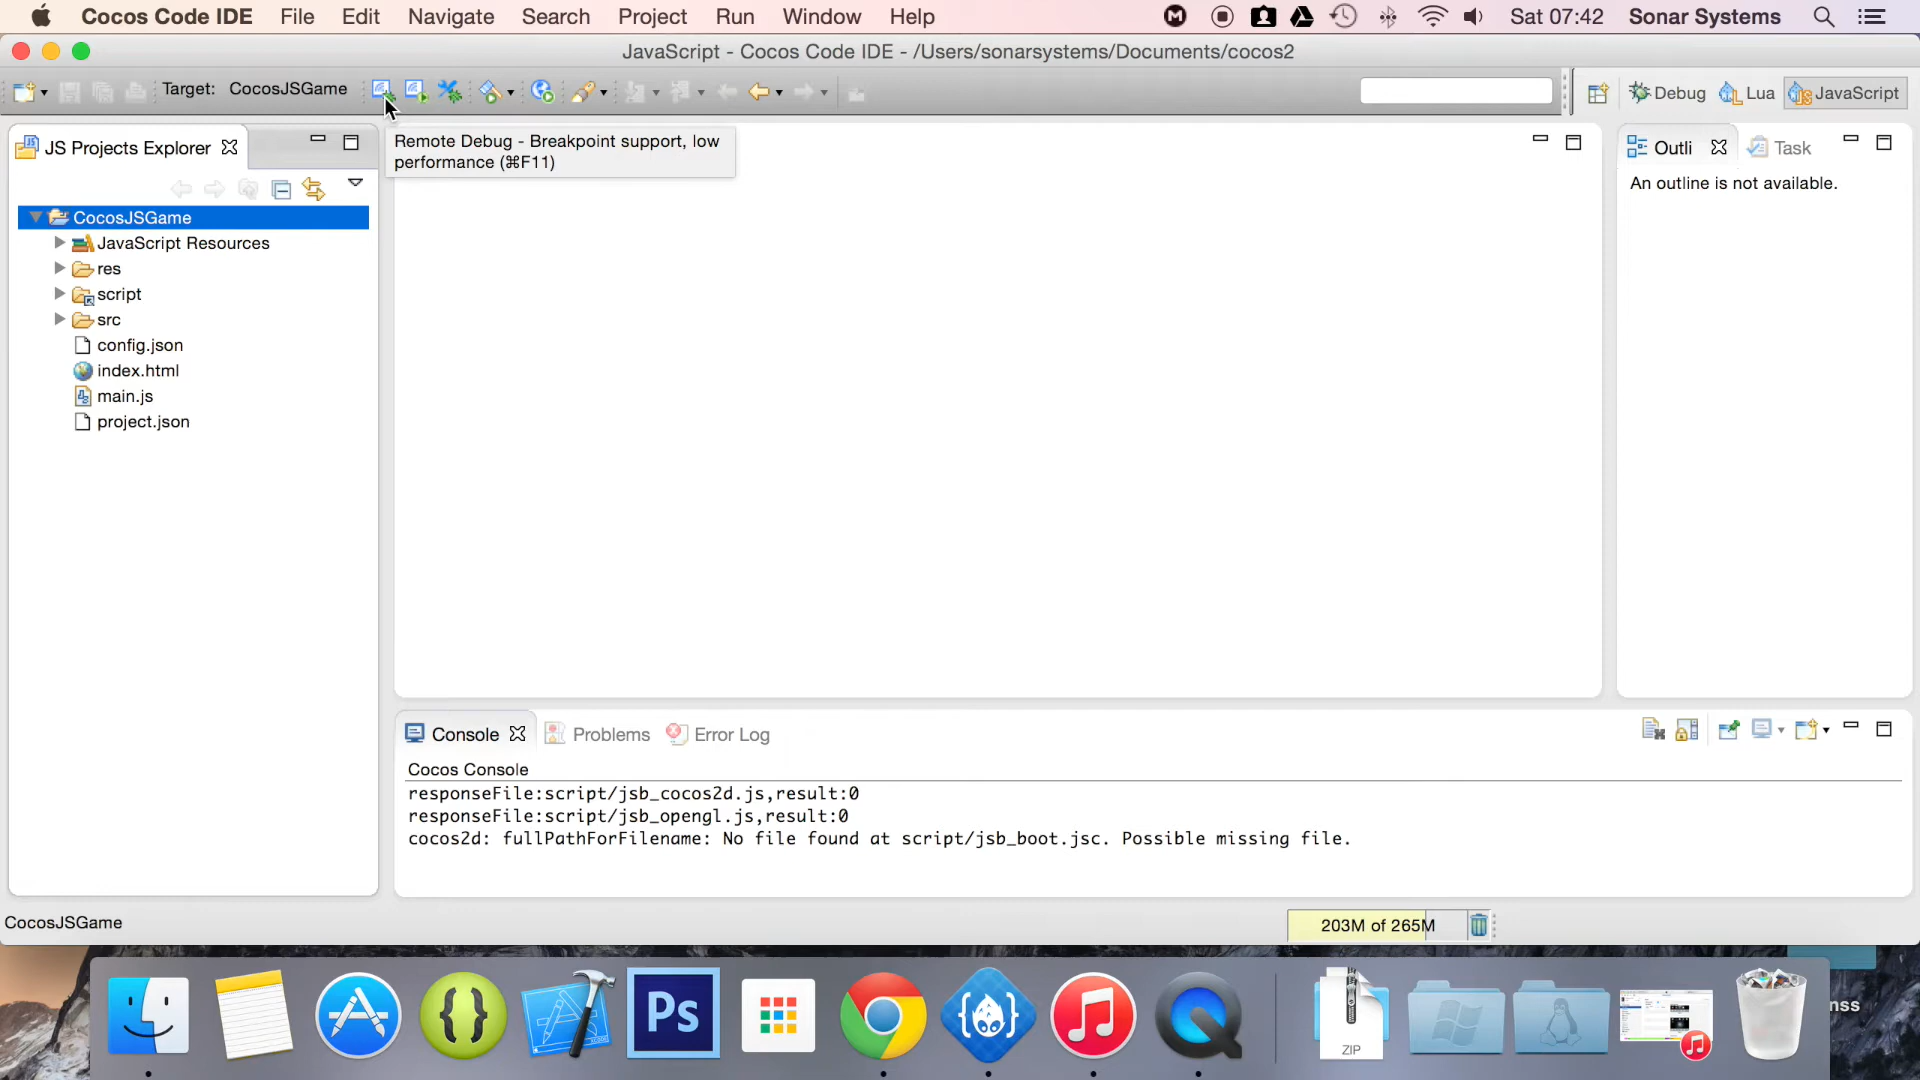 Cocos Code IDE File Edit Navigate Search Project Run Window Help Sat 07:42 Sonar Systems
JavaScript - Cocos Code IDE - /Users/sonarsystems/Documents/cocos2
Target: CocosJSGame Debug Lua JavaScript
JS Projects Explorer
Remote Debug - Breakpoint support, low
performance (⌘F11)
Outli Task
An outline is not available.
CocosJSGame
JavaScript Resources
res
script
src
config.json
index.html
main.js
project.json
Console Problems Error Log
Cocos Console
responseFile:script/jsb_cocos2d.js,result:0
responseFile:script/jsb_opengl.js,result:0
cocos2d: fullPathForFilename: No file found at script/jsb_boot.jsc. Possible missing file.
CocosJSGame
203M of 265M
Ps
ZIP
nss